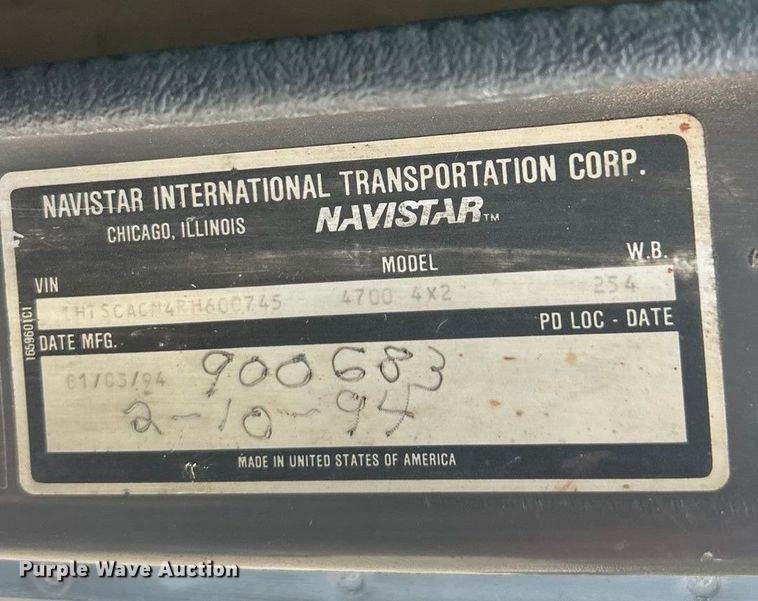 NAVISTAR INTERNATIONAL TRANSPORTATION CORP.
CHICAGO, ILLINOIS NAVISTAR™
MODEL W.B.
VIN
1HTSCACM4RH600745 4700 4X2 254
PD LOC - DATE
DATE MFG.
01/03/94 900683
2-10-94
MADE IN UNITED STATES OF AMERICA
1659601C1
Purple Wave Auction